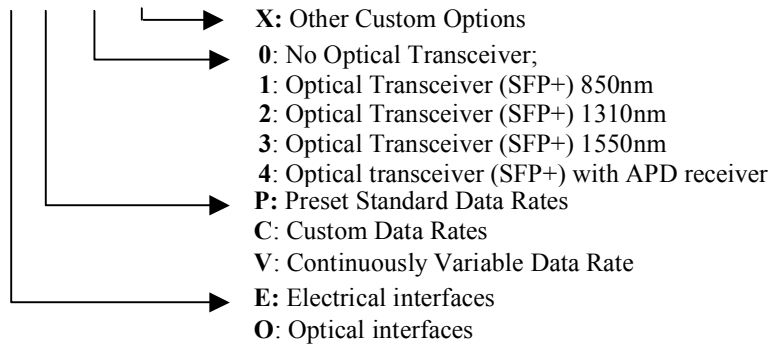 X: Other Custom Options
0: No Optical Transceiver;
1: Optical Transceiver (SFP+) 850nm
2: Optical Transceiver (SFP+) 1310nm
3: Optical Transceiver (SFP+) 1550nm
4: Optical transceiver (SFP+) with APD receiver
P: Preset Standard Data Rates
C: Custom Data Rates
V: Continuously Variable Data Rate
E: Electrical interfaces
O: Optical interfaces